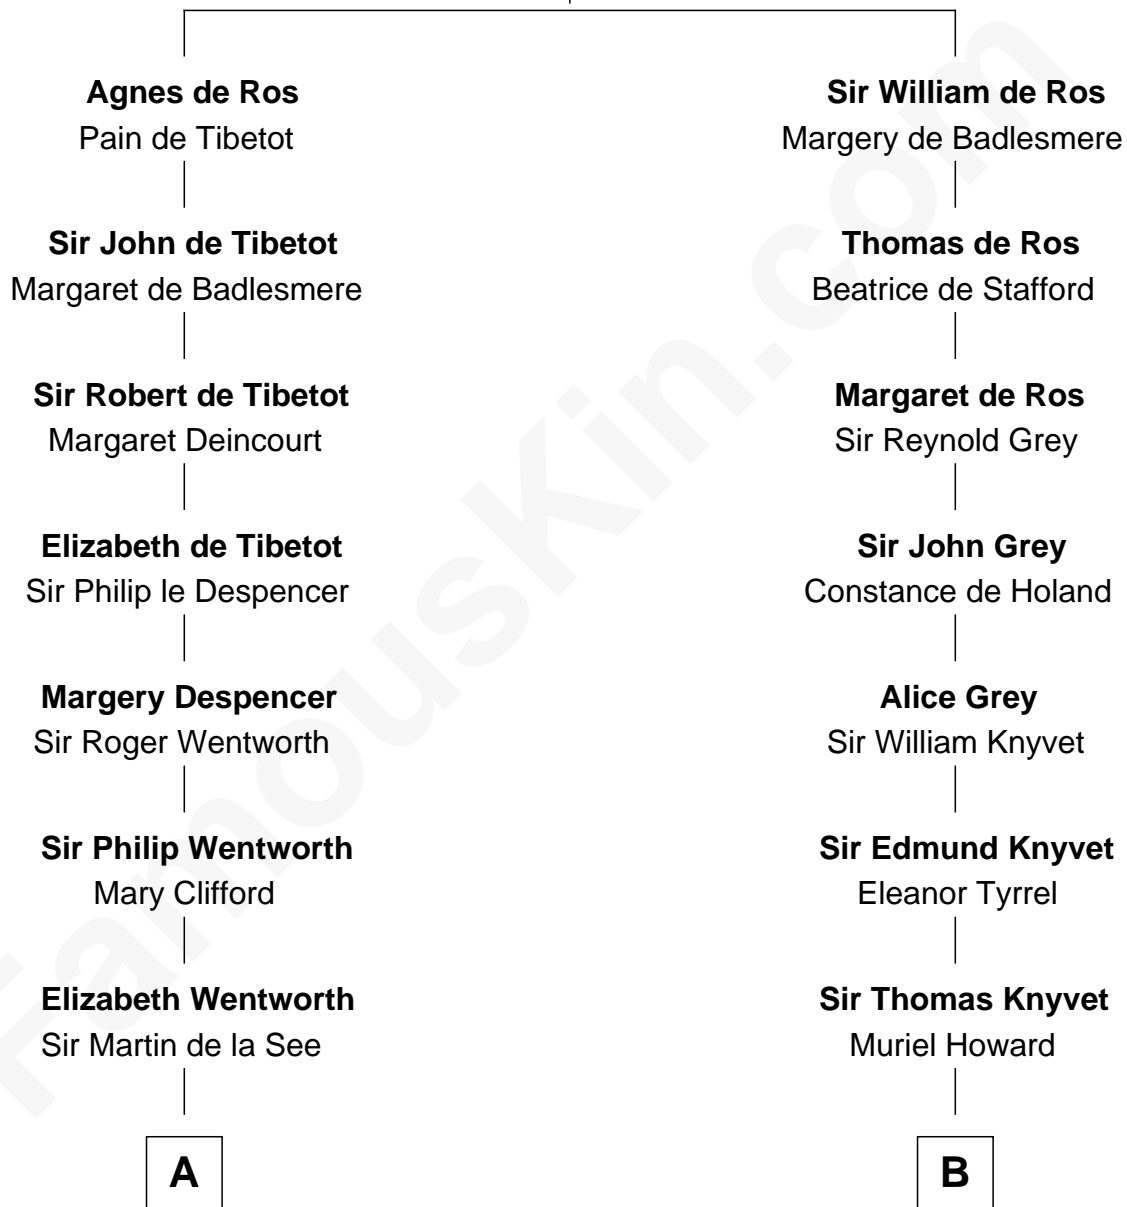 Agnes de Ros
Pain de Tibetot
Sir William de Ros
Margery de Badlesmere
Sir John de Tibetot
Margaret de Badlesmere
Thomas de Ros
Beatrice de Stafford
Sir Robert de Tibetot
Margaret Deincourt
Margaret de Ros
Sir Reynold Grey
Elizabeth de Tibetot
Sir Philip le Despencer
Sir John Grey
Constance de Holand
Margery Despencer
Sir Roger Wentworth
Alice Grey
Sir William Knyvet
Sir Philip Wentworth
Mary Clifford
Sir Edmund Knyvet
Eleanor Tyrrel
Elizabeth Wentworth
Sir Martin de la See
Sir Thomas Knyvet
Muriel Howard
A
B
FamousKin.com